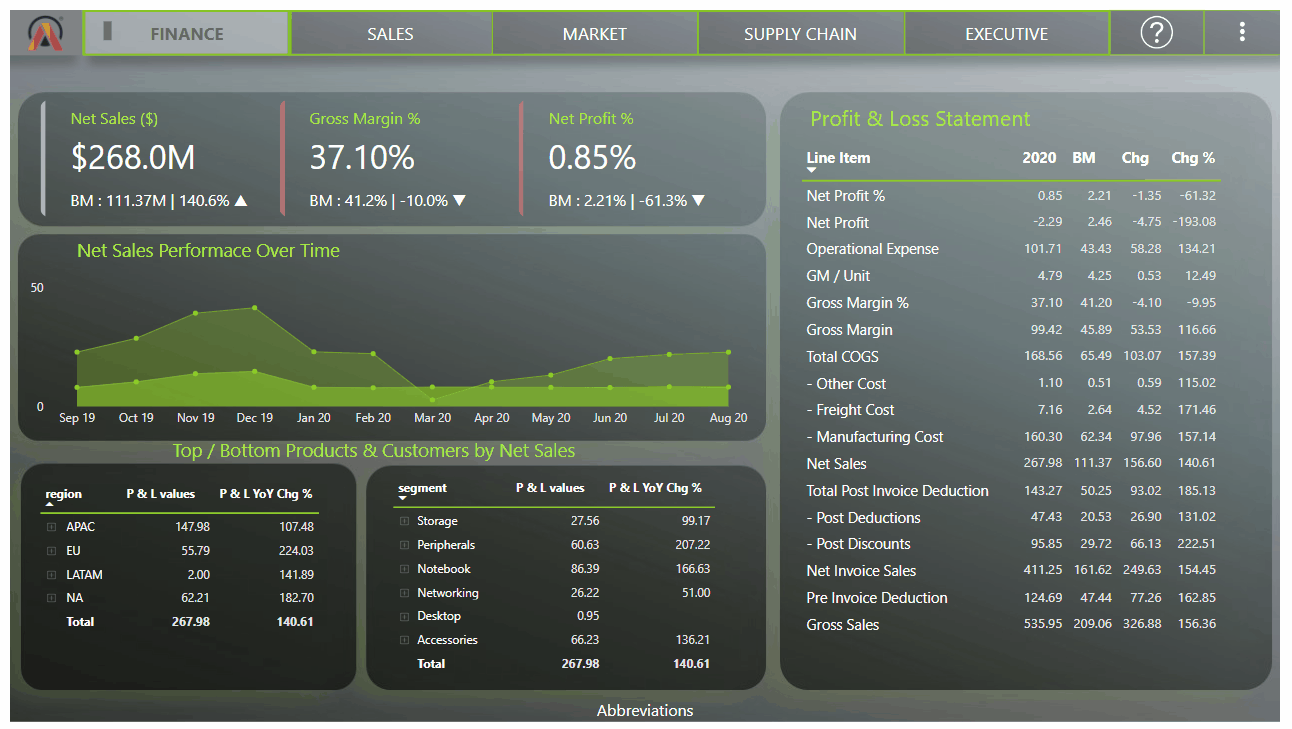 FINANCE SALES MARKET SUPPLY CHAIN EXECUTIVE ?
Net Sales ($) Gross Margin % Net Profit %
$268.0M 37.10% 0.85%
BM : 111.37M | 140.6% ▲ BM : 41.2% | -10.0% ▼ BM : 2.21% | -61.3% ▼
Net Sales Performace Over Time
50
0
Sep 19 Oct 19 Nov 19 Dec 19 Jan 20 Feb 20 Mar 20 Apr 20 May 20 Jun 20 Jul 20 Aug 20
Top / Bottom Products & Customers by Net Sales
region P & L values P & L YoY Chg %
APAC 147.98 107.48
EU 55.79 224.03
LATAM 2.00 141.89
NA 62.21 182.70
Total 267.98 140.61
segment P & L values P & L YoY Chg %
Storage 27.56 99.17
Peripherals 60.63 207.22
Notebook 86.39 166.63
Networking 26.22 51.00
Desktop 0.95
Accessories 66.23 136.21
Total 267.98 140.61
Profit & Loss Statement
Line Item 2020 BM Chg Chg %
Net Profit % 0.85 2.21 -1.35 -61.32
Net Profit -2.29 2.46 -4.75 -193.08
Operational Expense 101.71 43.43 58.28 134.21
GM / Unit 4.79 4.25 0.53 12.49
Gross Margin % 37.10 41.20 -4.10 -9.95
Gross Margin 99.42 45.89 53.53 116.66
Total COGS 168.56 65.49 103.07 157.39
- Other Cost 1.10 0.51 0.59 115.02
- Freight Cost 7.16 2.64 4.52 171.46
- Manufacturing Cost 160.30 62.34 97.96 157.14
Net Sales 267.98 111.37 156.60 140.61
Total Post Invoice Deduction 143.27 50.25 93.02 185.13
- Post Deductions 47.43 20.53 26.90 131.02
- Post Discounts 95.85 29.72 66.13 222.51
Net Invoice Sales 411.25 161.62 249.63 154.45
Pre Invoice Deduction 124.69 47.44 77.26 162.85
Gross Sales 535.95 209.06 326.88 156.36
Abbreviations